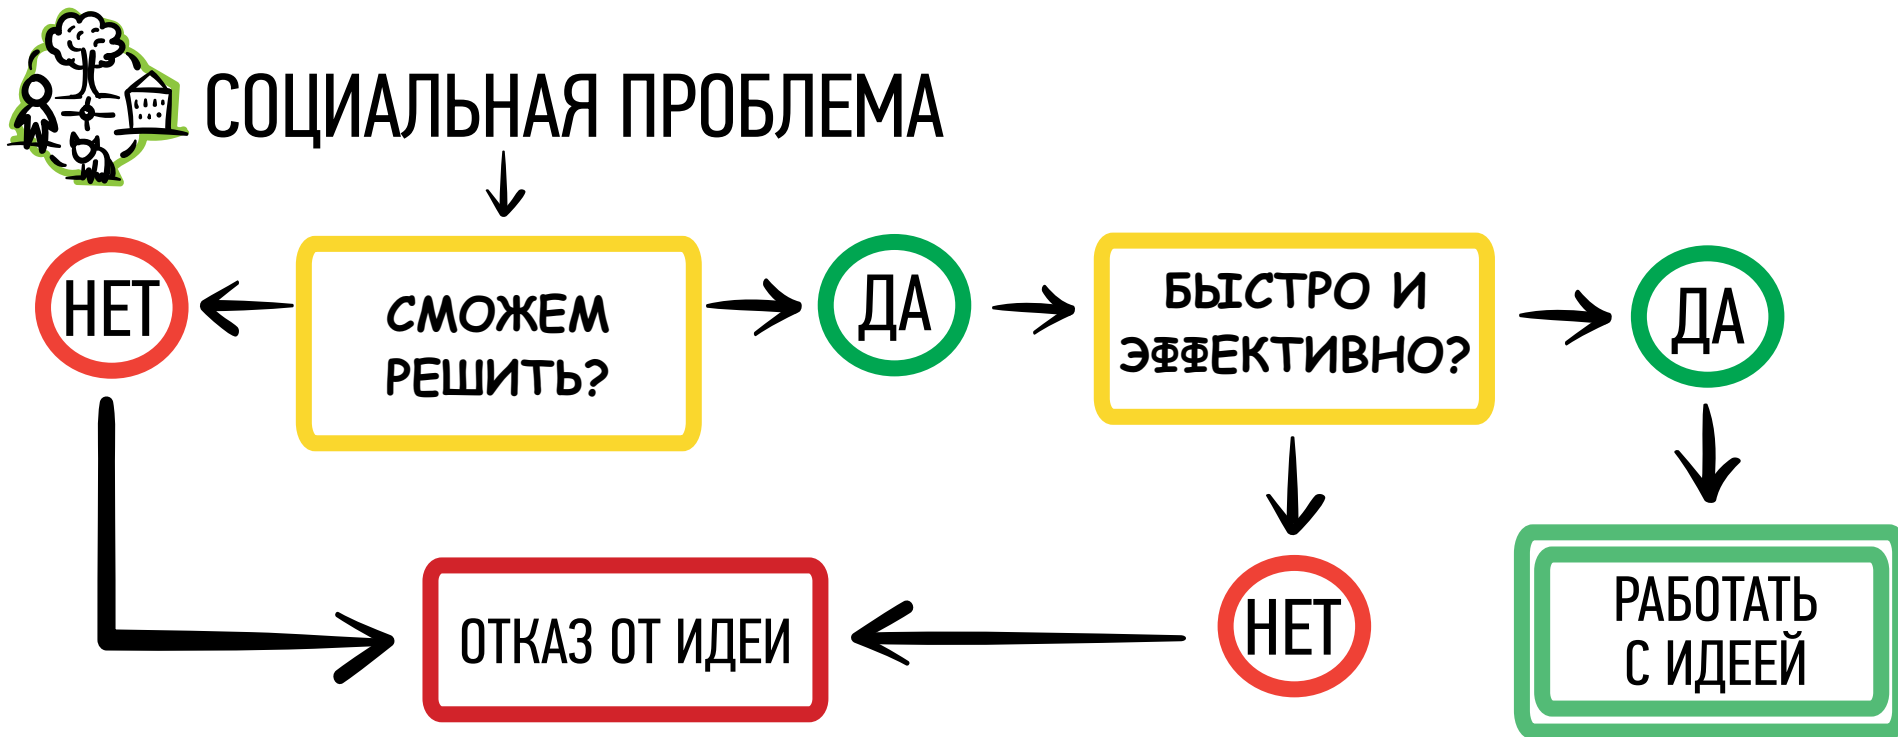 СОЦИАЛЬНАЯ ПРОБЛЕМА
НЕТ
СМОЖЕМ
РЕШИТЬ?
ДА
БЫСТРО И
ЭФФЕКТИВНО?
ДА
ОТКАЗ ОТ ИДЕИ
НЕТ
РАБОТАТЬ
С ИДЕЕЙ